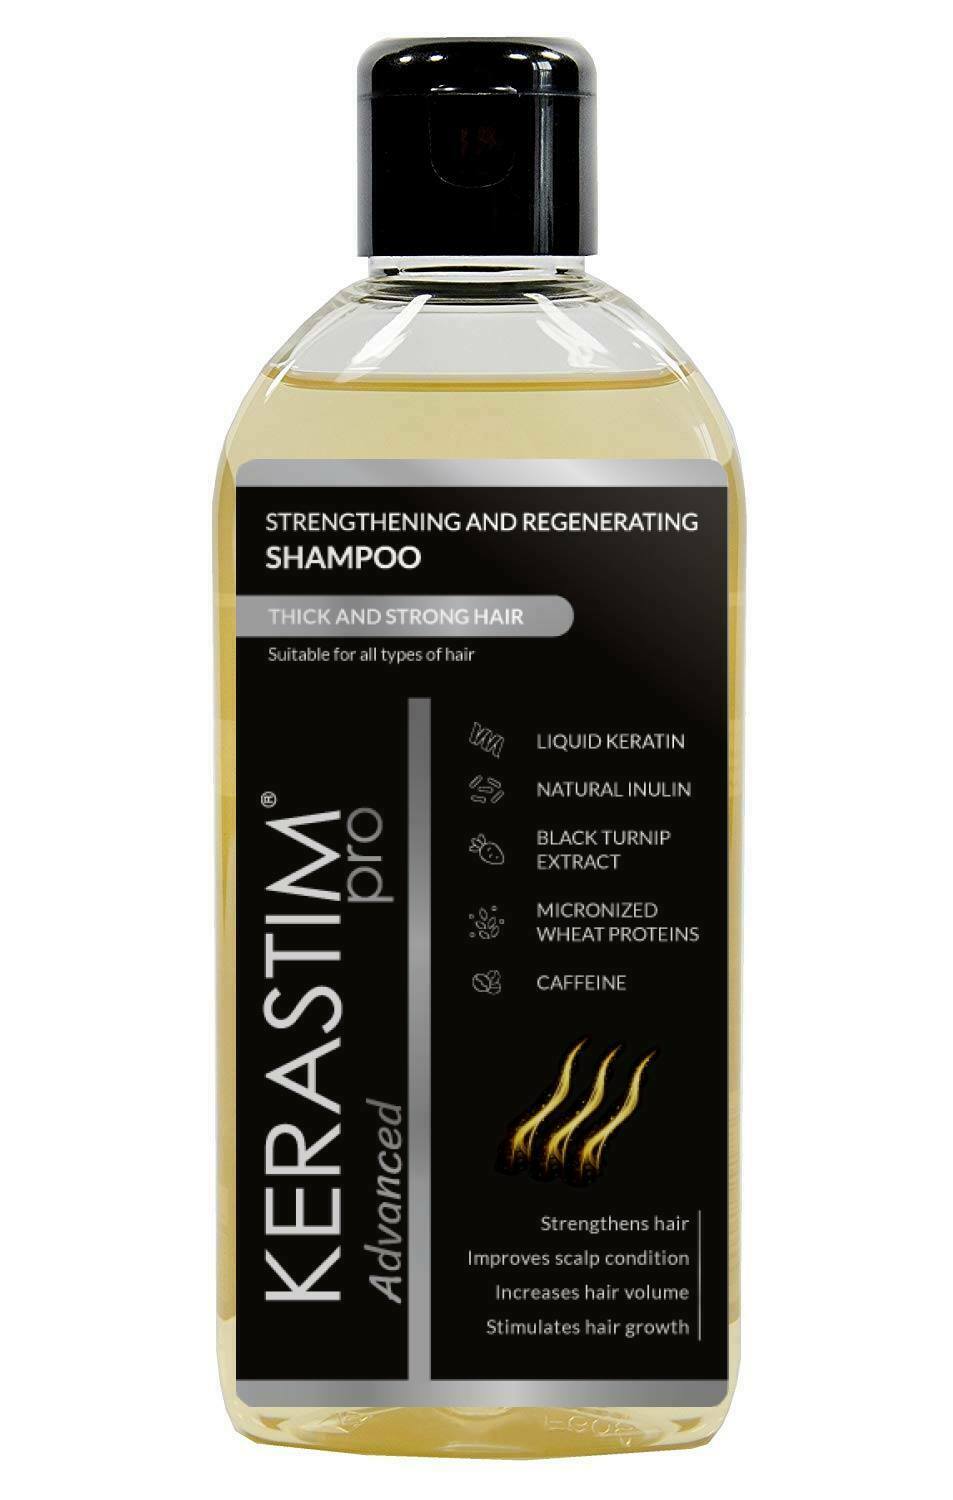 STRENGTHENING AND REGENERATING
SHAMPOO
THICK AND STRONG HAIR
Suitable for all types of hair
KERASTIM®
pro
Advanced
LIQUID KERATIN
NATURAL INULIN
BLACK TURNIP
EXTRACT
MICRONIZED
WHEAT PROTEINS
CAFFEINE
Strengthens hair
Improves scalp condition
Increases hair volume
Stimulates hair growth